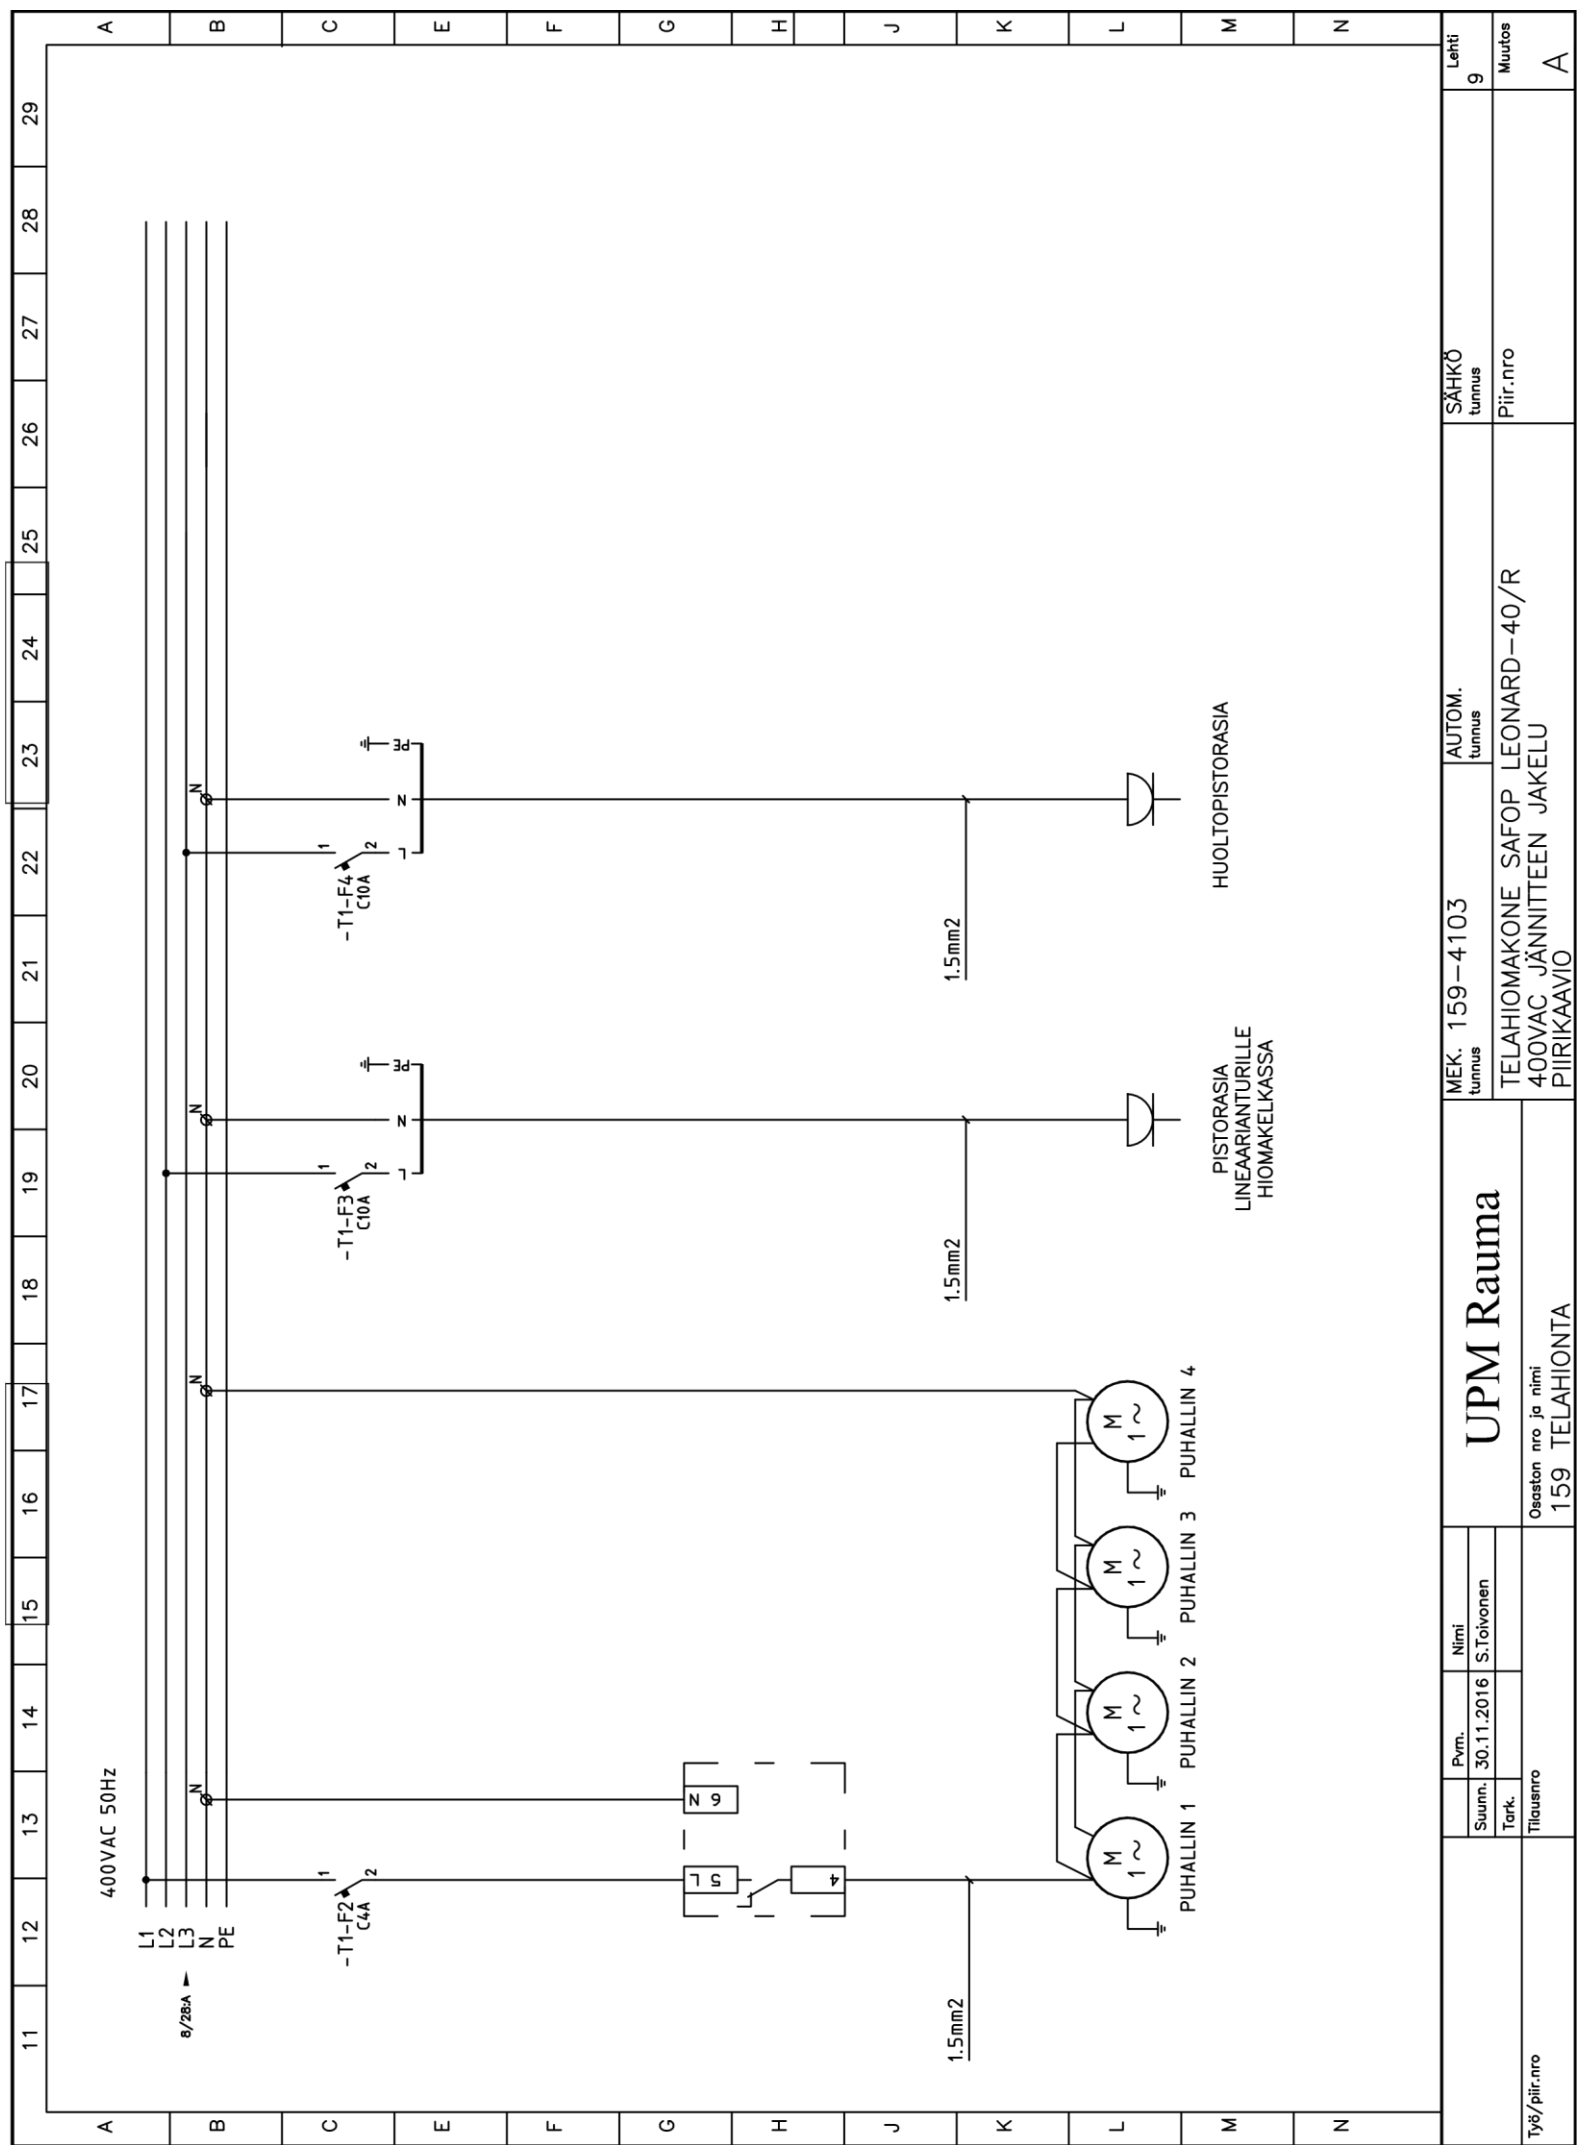 11 12 13 14 15 16 17 18 19 20 21 22 23 24 25 26 27 28 29
A A
B B
C C
E E
F F
G G
H H
J J
K K
L L
M M
N N
400VAC 50Hz
L1
L2
8/28:A L3
N
PE
N N N N
-T1-F2
C4A
1
2
-T1-F3
C10A
1
2
-T1-F4
C10A
1
2
L N PE
L N PE
5 L
6 N
4
1.5mm2
1.5mm2
1.5mm2
M
1~
M
1~
M
1~
M
1~
PUHALLIN 1
PUHALLIN 2
PUHALLIN 3
PUHALLIN 4
PISTORASIA
LINEAARIANTURILLE
HIOMAKELKASSA
HUOLTOPISTORASIA
Pvm. Nimi
Suunn. 30.11.2016 S.Toivonen
Tark.
Työ/piir.nro
Tilausnro
UPM Rauma
Osaston nro ja nimi
159 TELAHIONTA
MEK. 159-4103
tunnus
AUTOM.
tunnus
SÄHKÖ
tunnus
Lehti
9
TELAHIOMAKONE SAFOP LEONARD-40/R
400VAC JÄNNITTEEN JAKELU
PIIRIKAAVIO
Piir.nro
Muutos
A